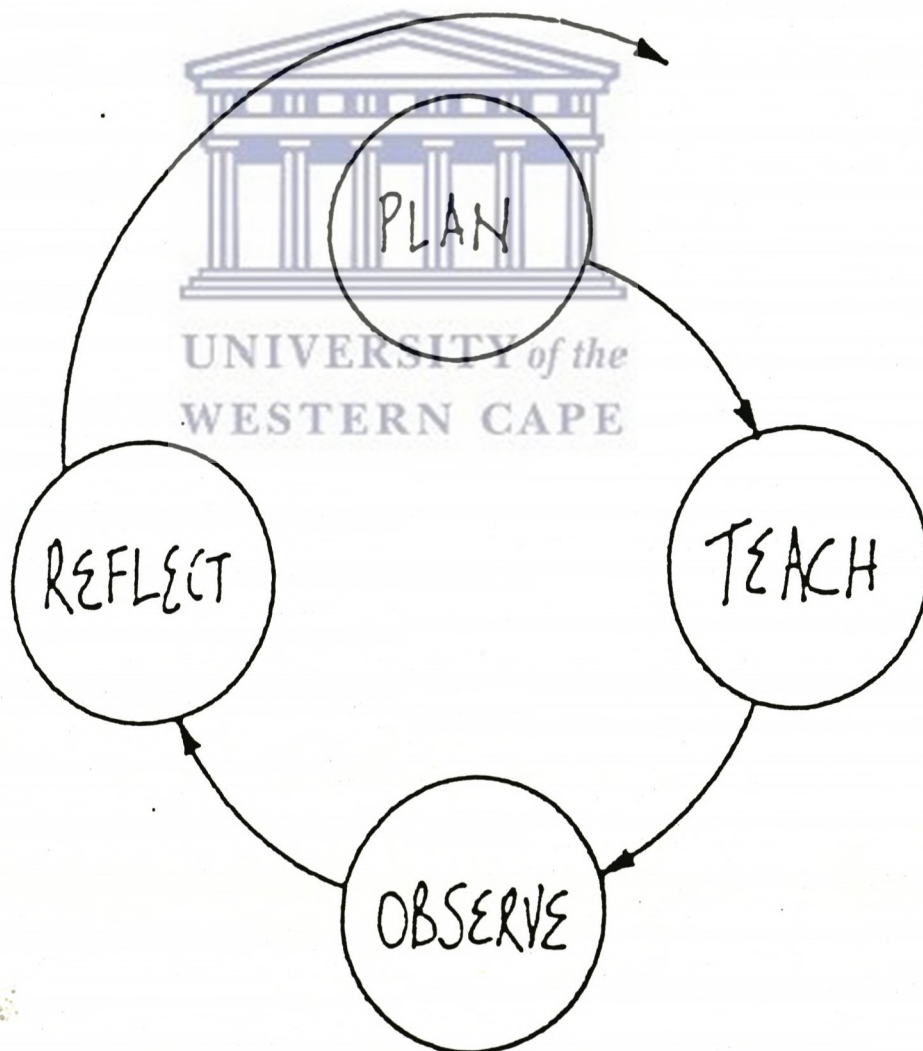 PLAN
UNIVERSITY of the
WESTERN CAPE
TEACH
REFLECT
OBSERVE